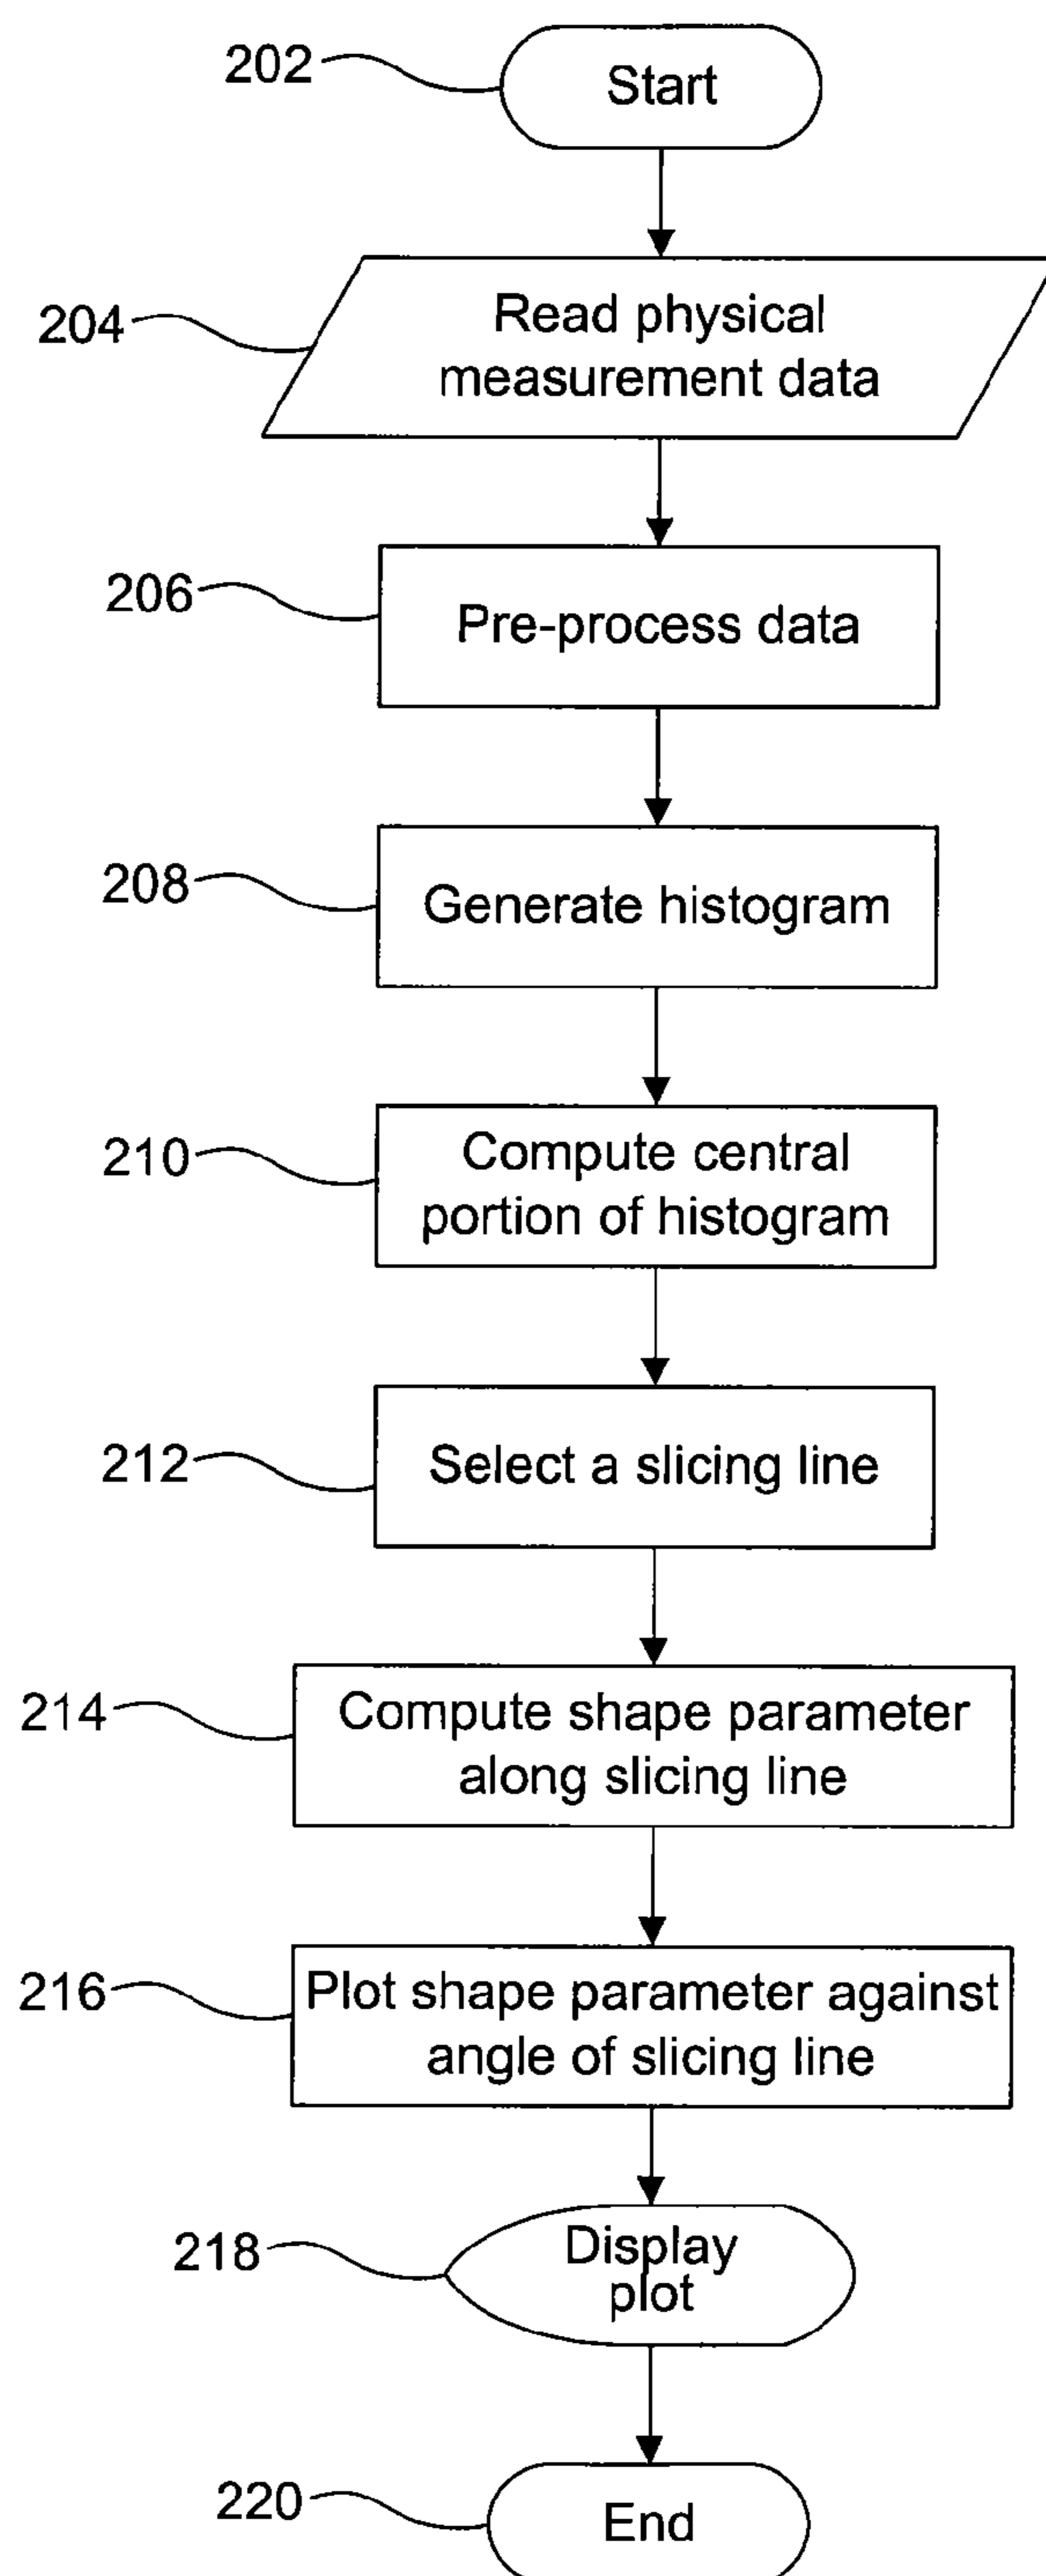 202
Start
204
Read physical
measurement data
206
Pre-process data
208
Generate histogram
210
Compute central
portion of histogram
212
Select a slicing line
214
Compute shape parameter
along slicing line
216
Plot shape parameter against
angle of slicing line
218
Display
plot
220
End